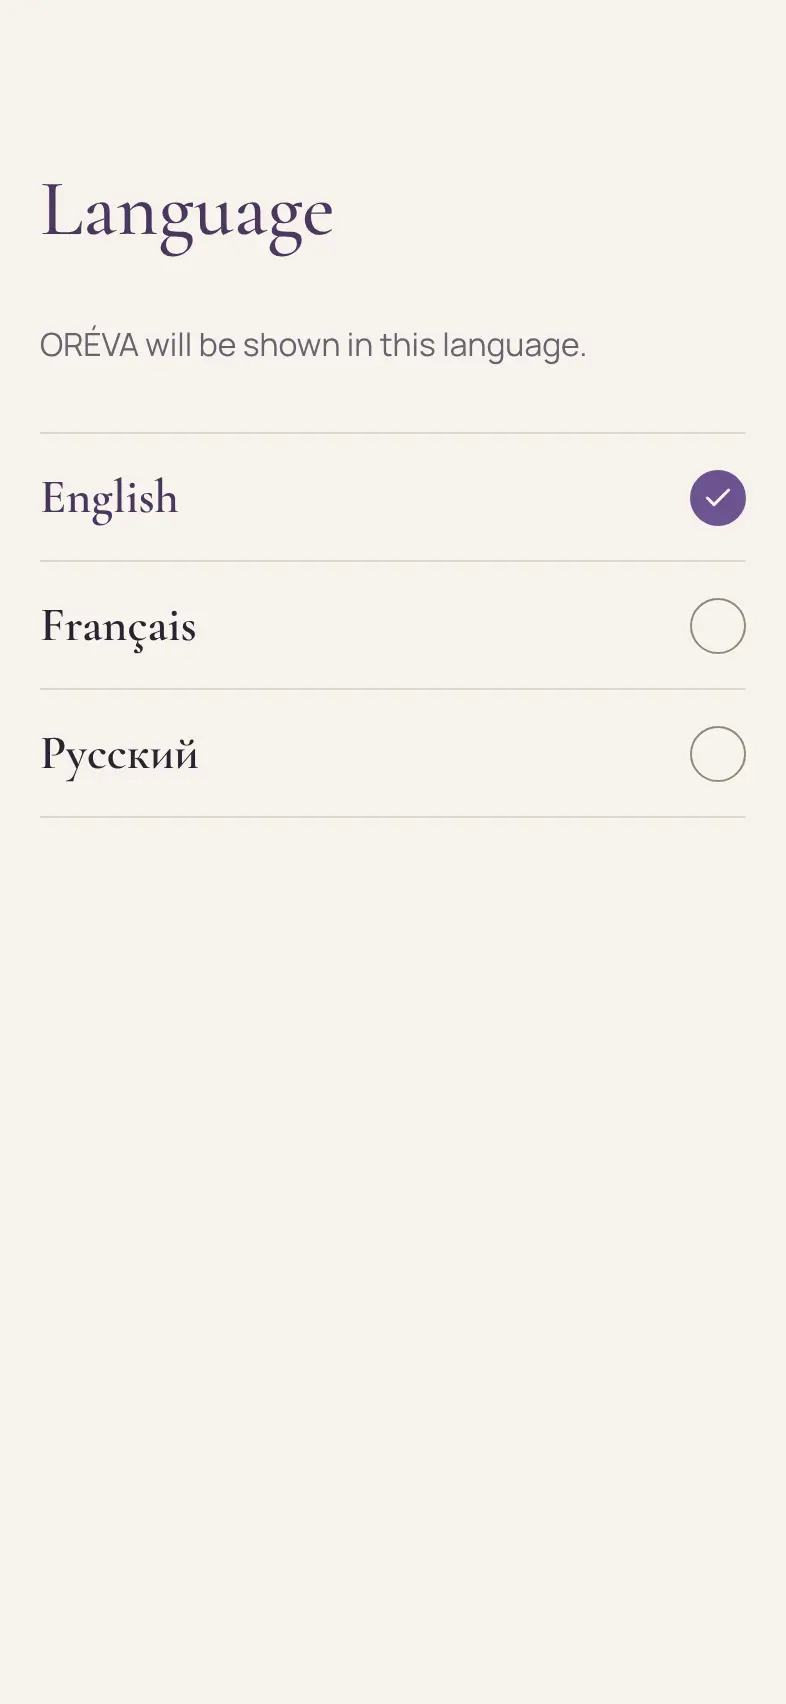 Language
ORÉVA will be shown in this language.
English
Français
Русский